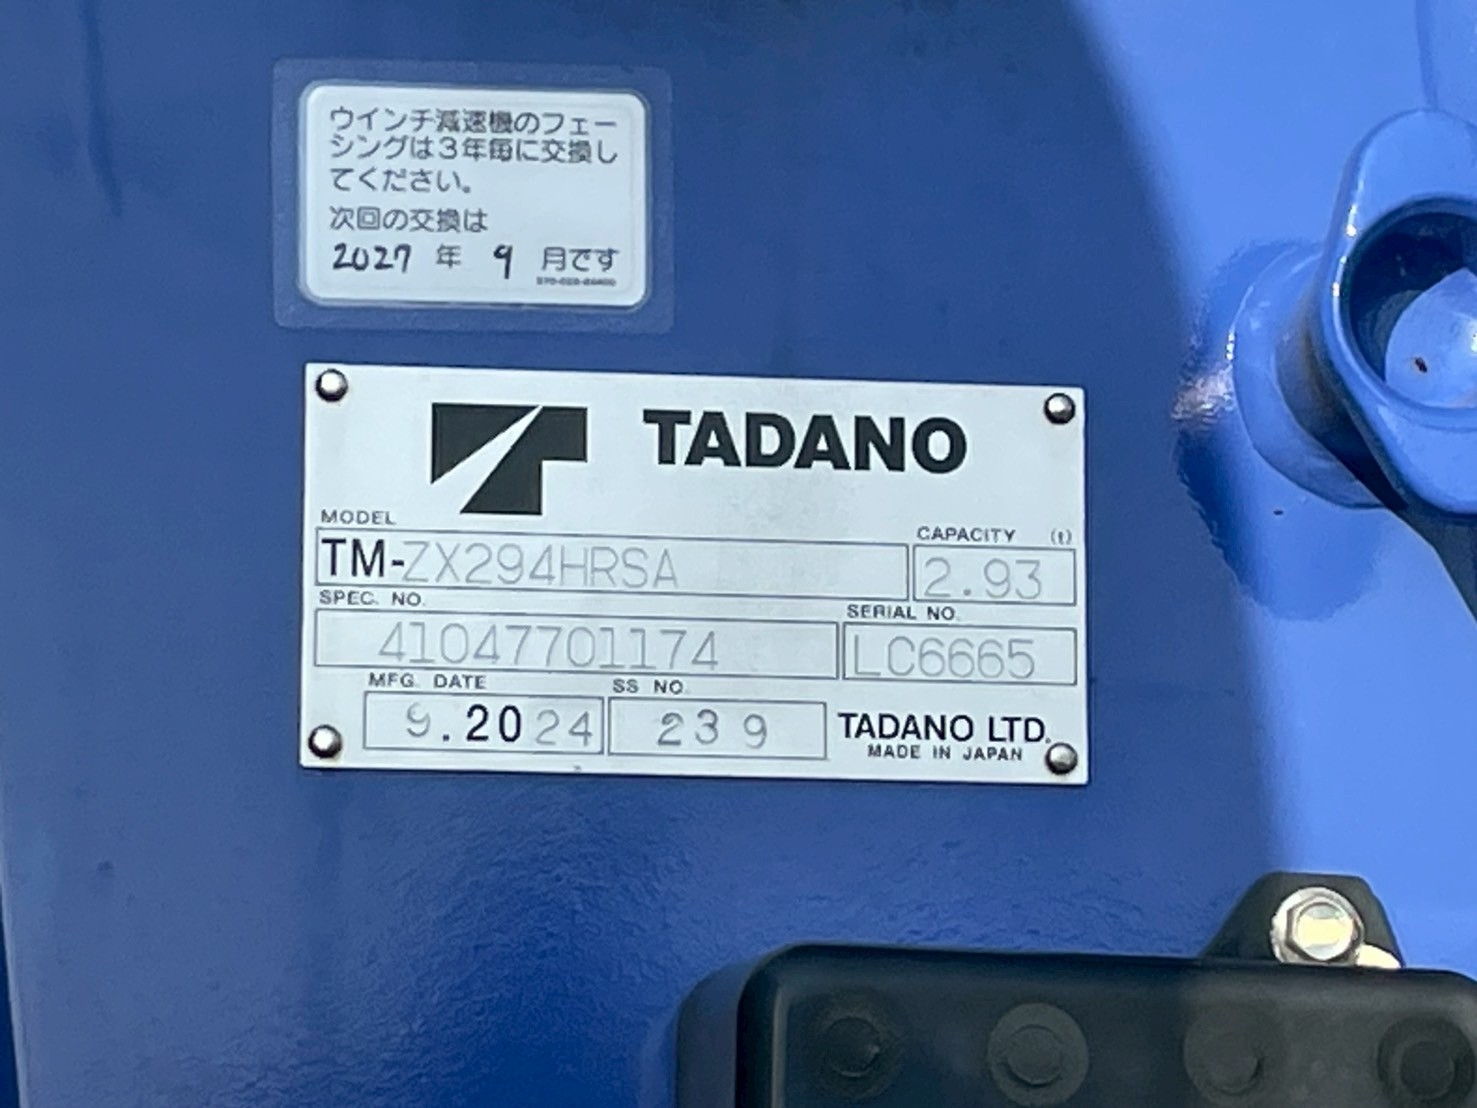 ウインチ減速機のフェー
シングは3年毎に交換し
てください。
次回の交換は
2027 年 9 月です
TADANO
MODEL
TM-ZX294HRSA
CAPACITY (t)
2.93
SPEC. NO.
41047701174
SERIAL NO.
LC6665
MFG. DATE
9.2024
SS NO.
239
TADANO LTD.
MADE IN JAPAN